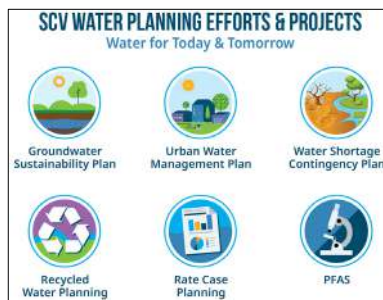 SCV WATER PLANNING EFFORTS & PROJECTS
Water for Today & Tomorrow
Groundwater
Sustainability Plan
Urban Water
Management Plan
Water Shortage
Contingency Plan
Recycled
Water Planning
Rate Case
Planning
PFAS